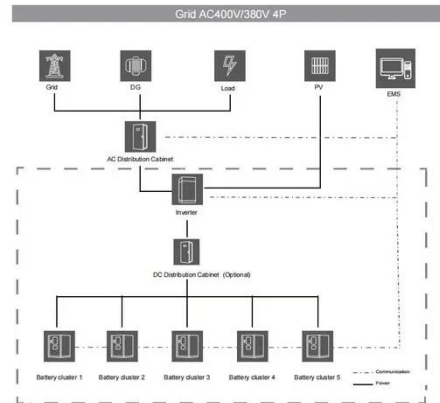 Grid AC400V/380V 4P
Grid
DG
Load
PV
EMS
AC Distribution Cabinet
Inverter
DC Distribution Cabinet (Optional)
Battery cluster 1
Battery cluster 2
Battery cluster 3
Battery cluster 4
Battery cluster 5
Communication
Power